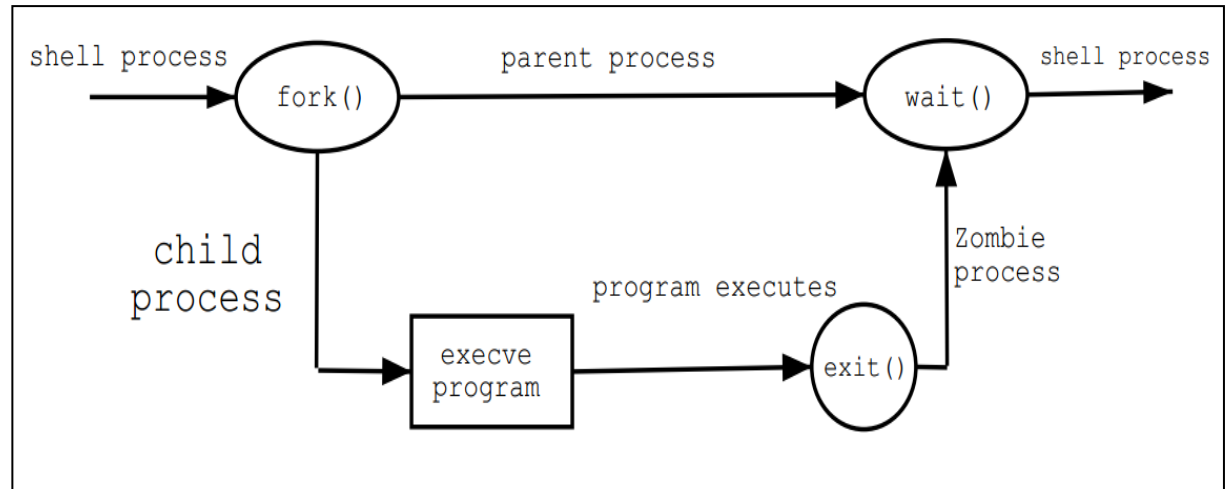 shell process
fork()
parent process
wait()
shell process
child
process
execve
program
program executes
exit()
Zombie
process